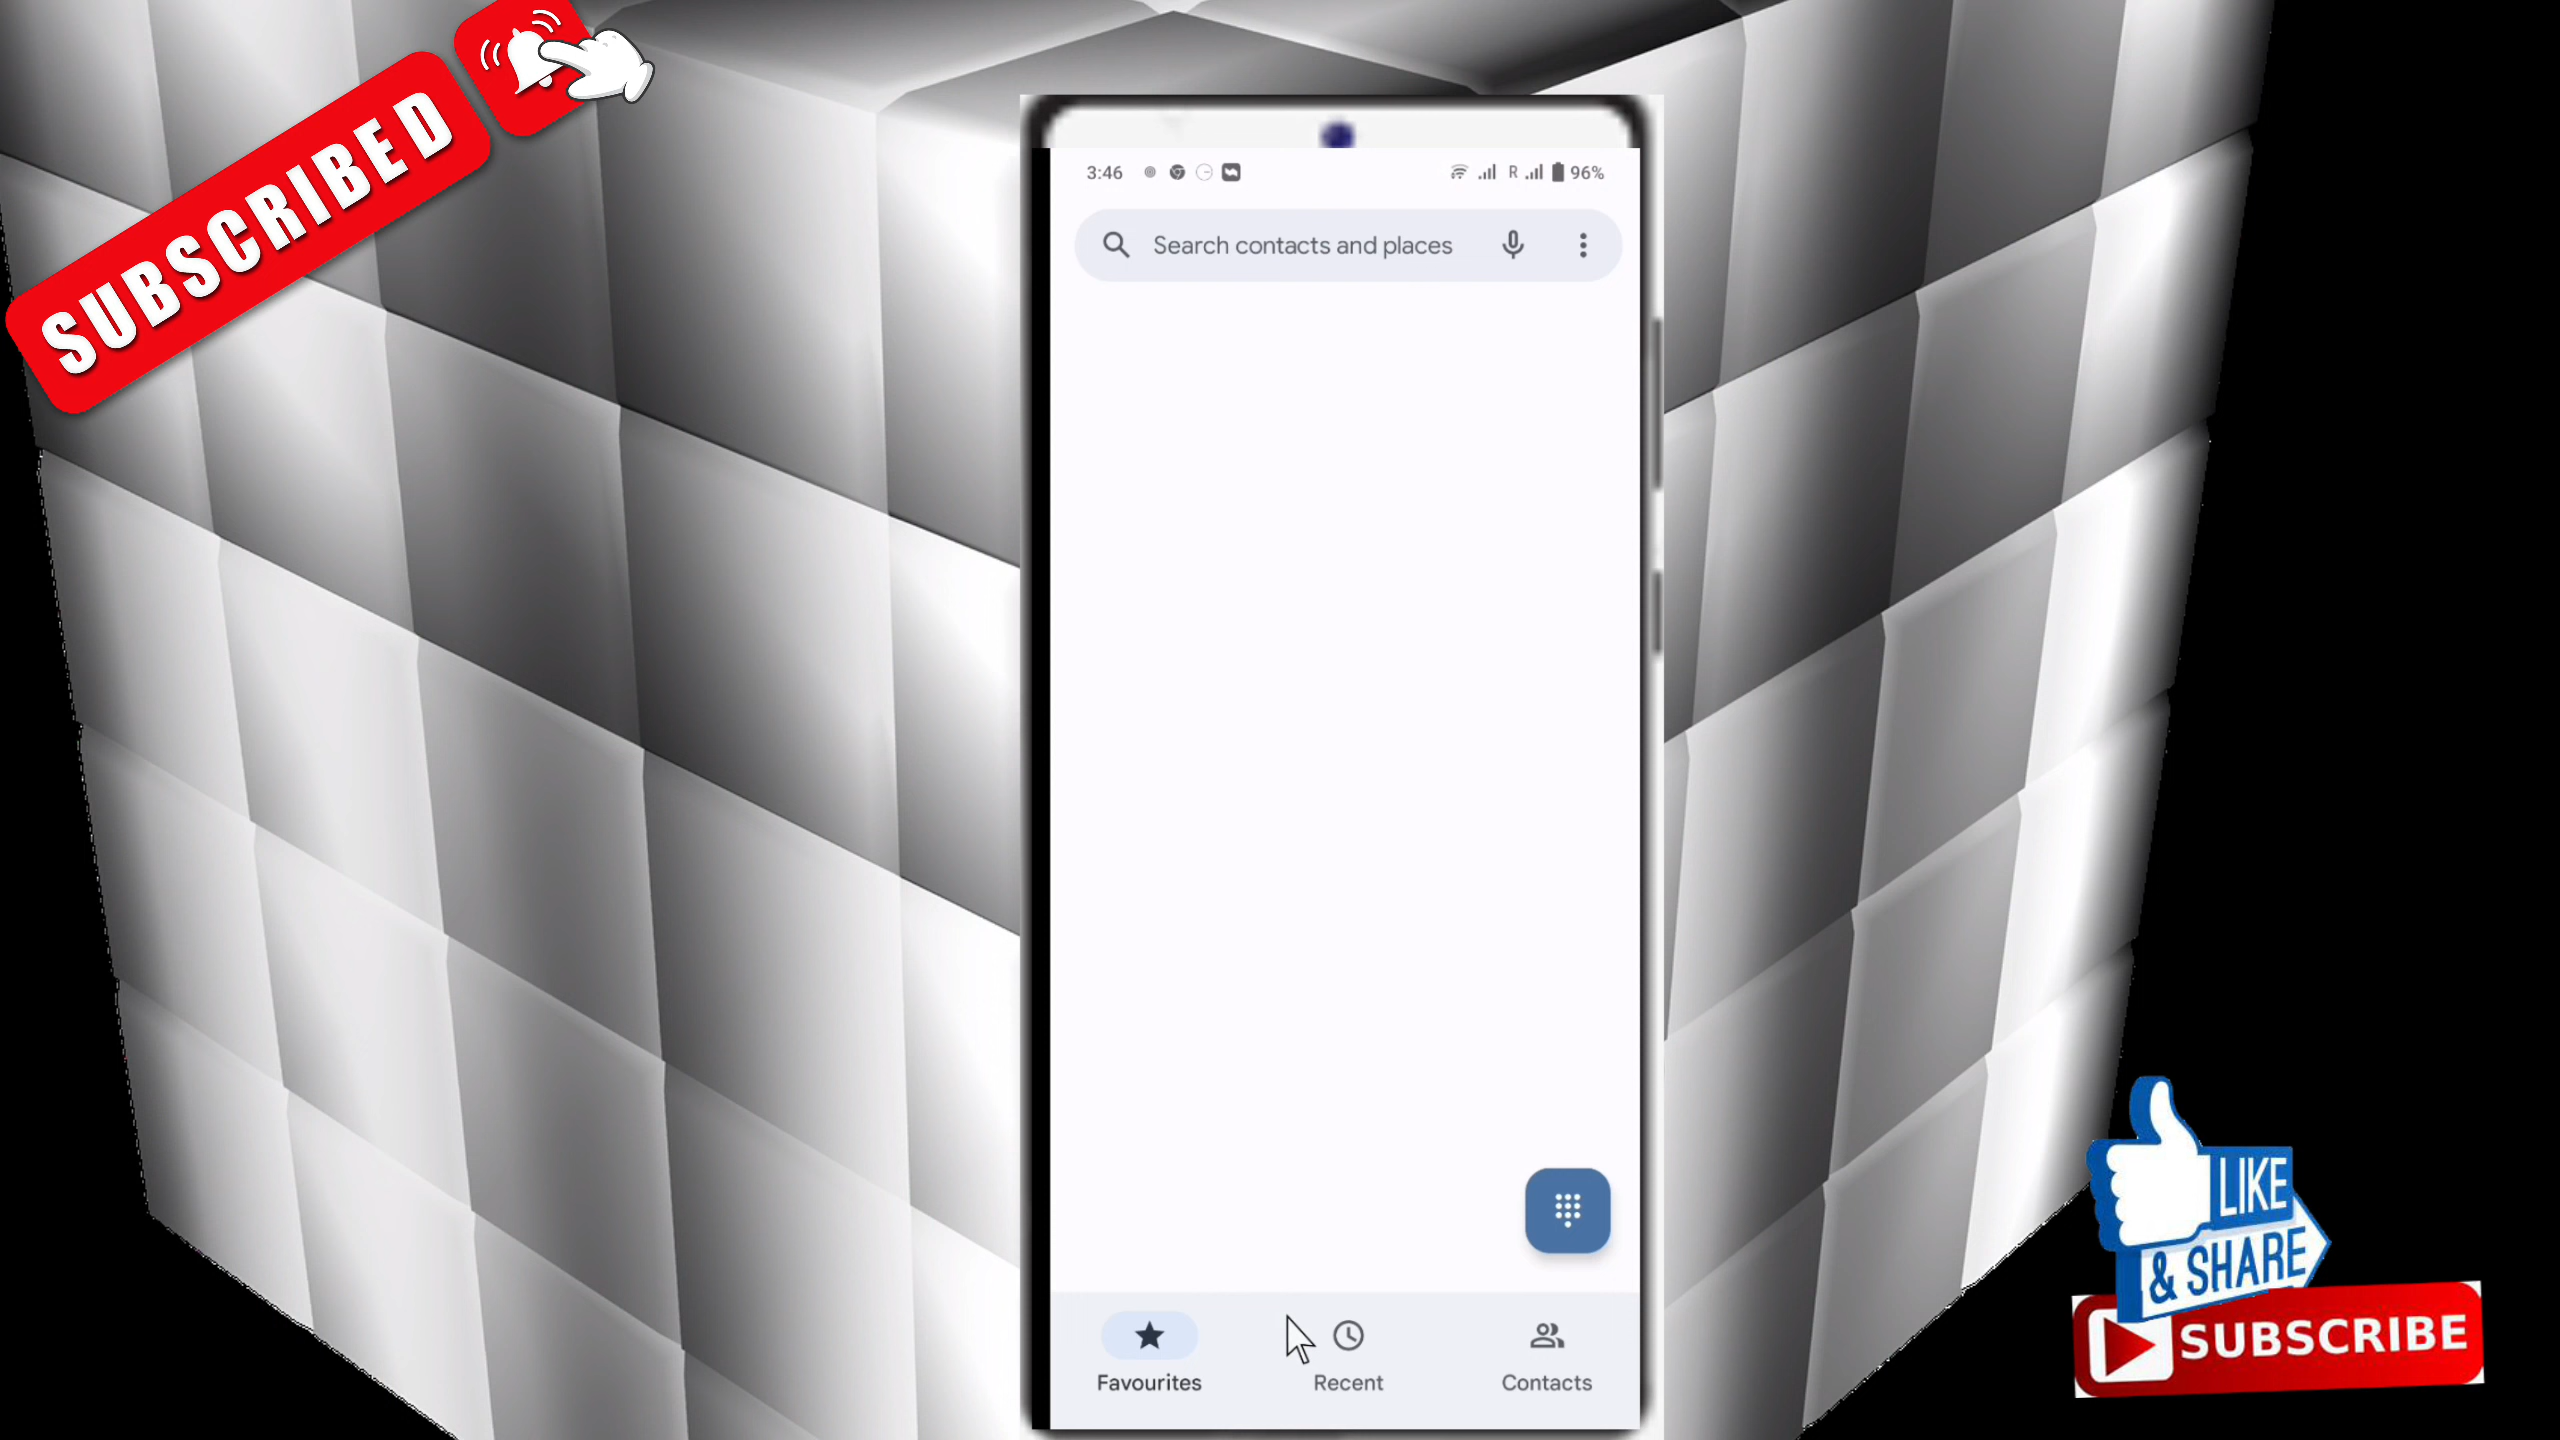 SUBSCRIBED
3:46
R
96%
Search contacts and places
LIKE
& SHARE
SUBSCRIBE
Favourites
Recent
Contacts